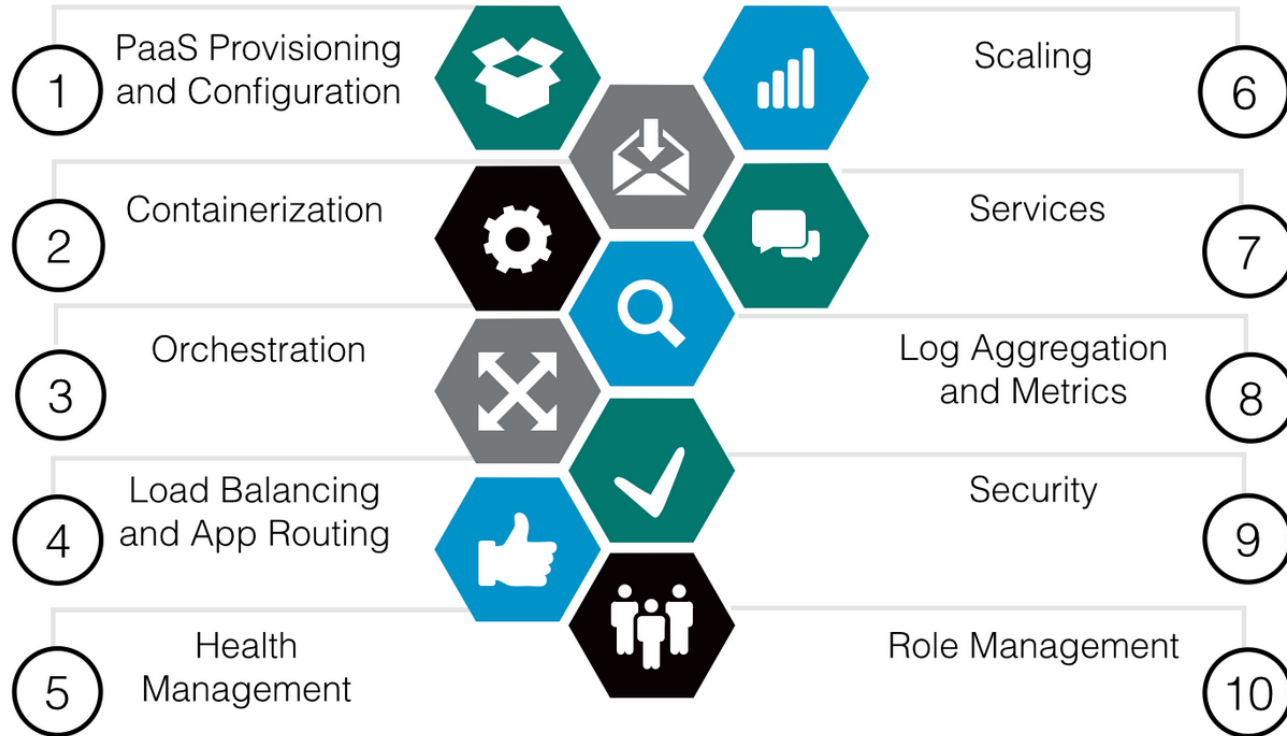 1
PaaS Provisioning
and Configuration
2
Containerization
3
Orchestration
4
Load Balancing
and App Routing
5
Health
Management
6
Scaling
7
Services
8
Log Aggregation
and Metrics
9
Security
10
Role Management